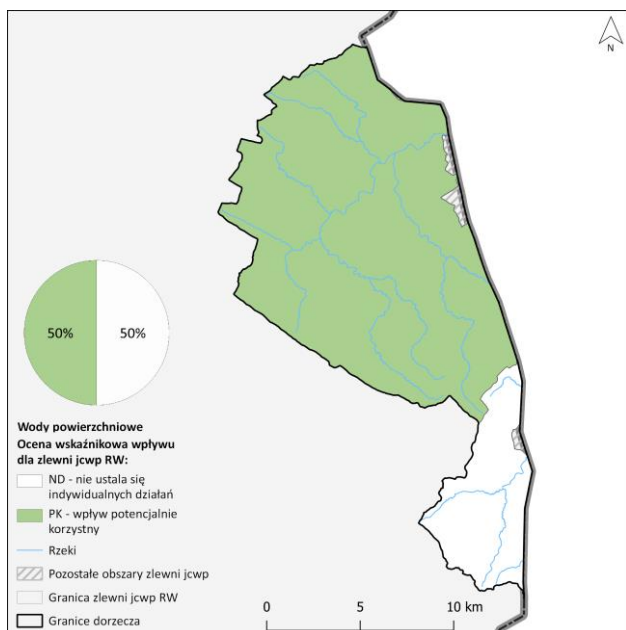 N
50%
50%
Wody powierzchniowe
Ocena wskaźnikowa wpływu
dla zlewni jcwp RW:
ND - nie ustala się
indywidualnych działań
PK - wpływ potencjalnie
korzystny
Rzeki
Pozostałe obszary zlewni jcwp
Granica zlewni jcwp RW
Granice dorzecza
0 5 10 km